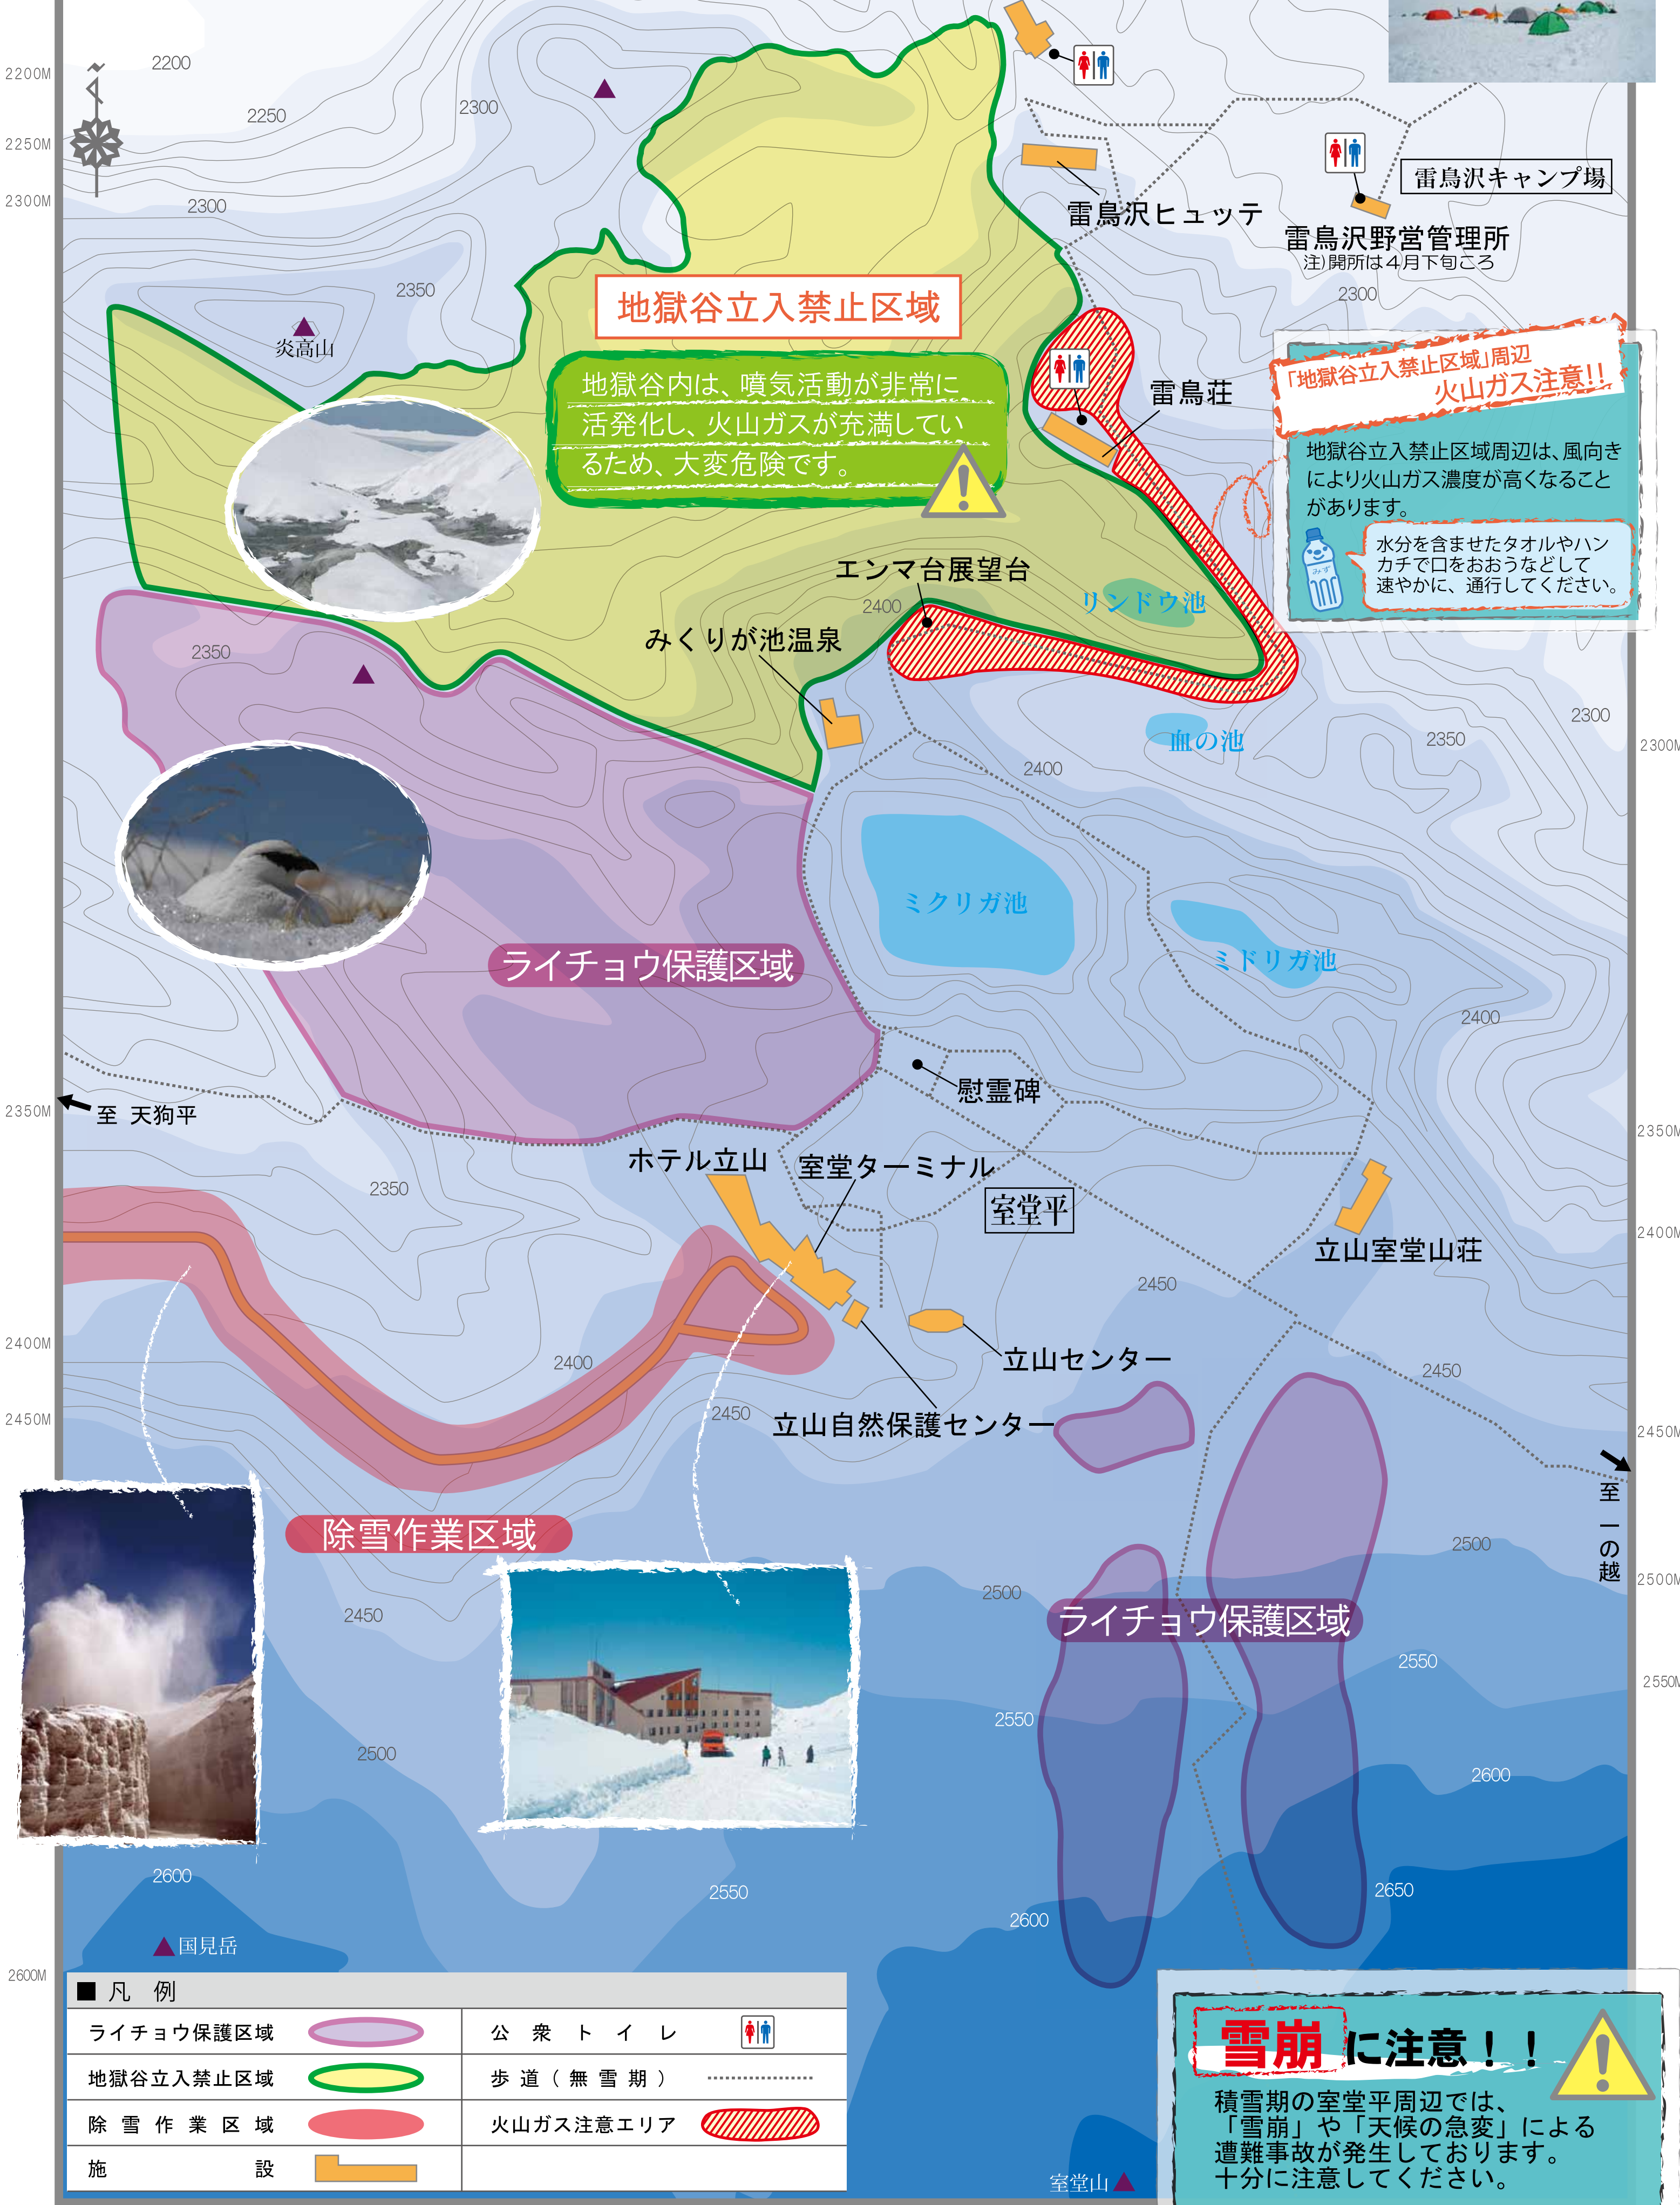 2200M
2250M
2300M
2200
2250
2300
2300
2350
炎高山
雷鳥沢ヒュッテ
雷鳥沢キャンプ場
雷鳥沢野営管理所
注)開所は4月下旬ころ
2300
地獄谷立入禁止区域
地獄谷内は、噴気活動が非常に
活発化し、火山ガスが充満してい
るため、大変危険です。
雷鳥荘
「地獄谷立入禁止区域」周辺
火山ガス注意!!
地獄谷立入禁止区域周辺は、風向き
により火山ガス濃度が高くなること
があります。
みず
水分を含ませたタオルやハン
カチで口をおおうなどして
速やかに、通行してください。
エンマ台展望台
2400
リンドウ池
みくりが池温泉
2350
血の池
2400
2350
2300
2300M
ミクリガ池
ミドリガ池
ライチョウ保護区域
2400
慰霊碑
2350M
至 天狗平
2350M
ホテル立山
室堂ターミナル
室堂平
2350
立山室堂山荘
2400M
2450
2400M
2400
立山センター
2450
2450M
2450
立山自然保護センター
2450M
至 一の越
除雪作業区域
2500
2500M
2500
2450
ライチョウ保護区域
2550
2550M
2550
2500
2600
2600
2550
2650
2600
国見岳
2600M
■凡 例
ライチョウ保護区域
公衆トイレ
地獄谷立入禁止区域
歩道(無雪期)
除雪作業区域
火山ガス注意エリア
施設
室堂山
雪崩に注意!!
積雪期の室堂平周辺では、
「雪崩」や「天候の急変」による
遭難事故が発生しております。
十分に注意してください。